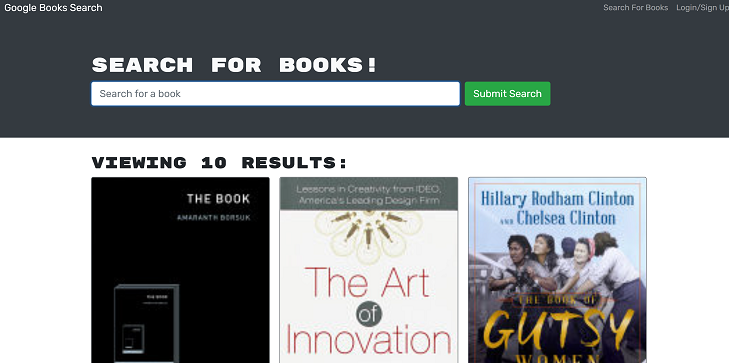 Google Books Search
Search For Books
Login/Sign Up
SEARCH FOR BOOKS!
Search for a book
Submit Search
VIEWING 10 RESULTS:
THE BOOK
AMARANTH BORSUK
THE BOOK
THE BOOK
Lessons in Creativity from IDEO,
America's Leading Design Firm
The Art
of
Innovation
Hillary Rodham Clinton
AND Chelsea Clinton
THE BOOK OF
GUTSY
WOMEN